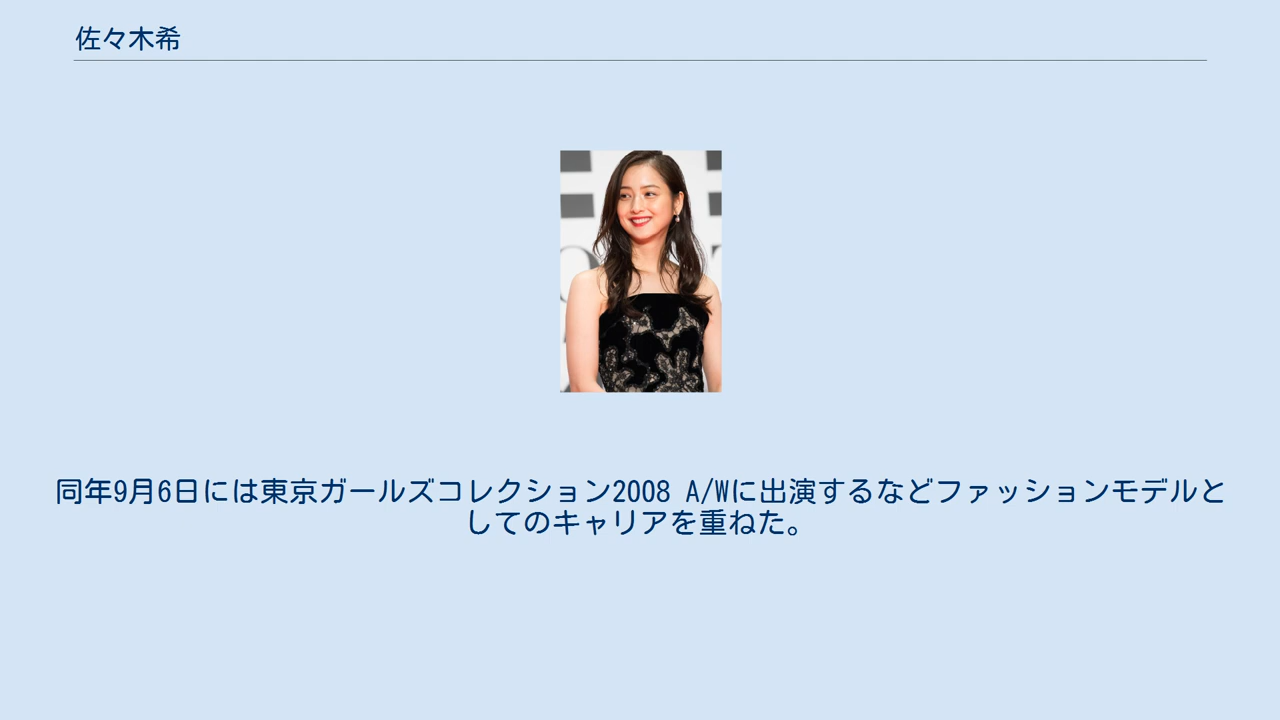 佐々木希
同年9月6日には東京ガールズコレクション2008 A/Wに出演するなどファッションモデルと
してのキャリアを重ねた。